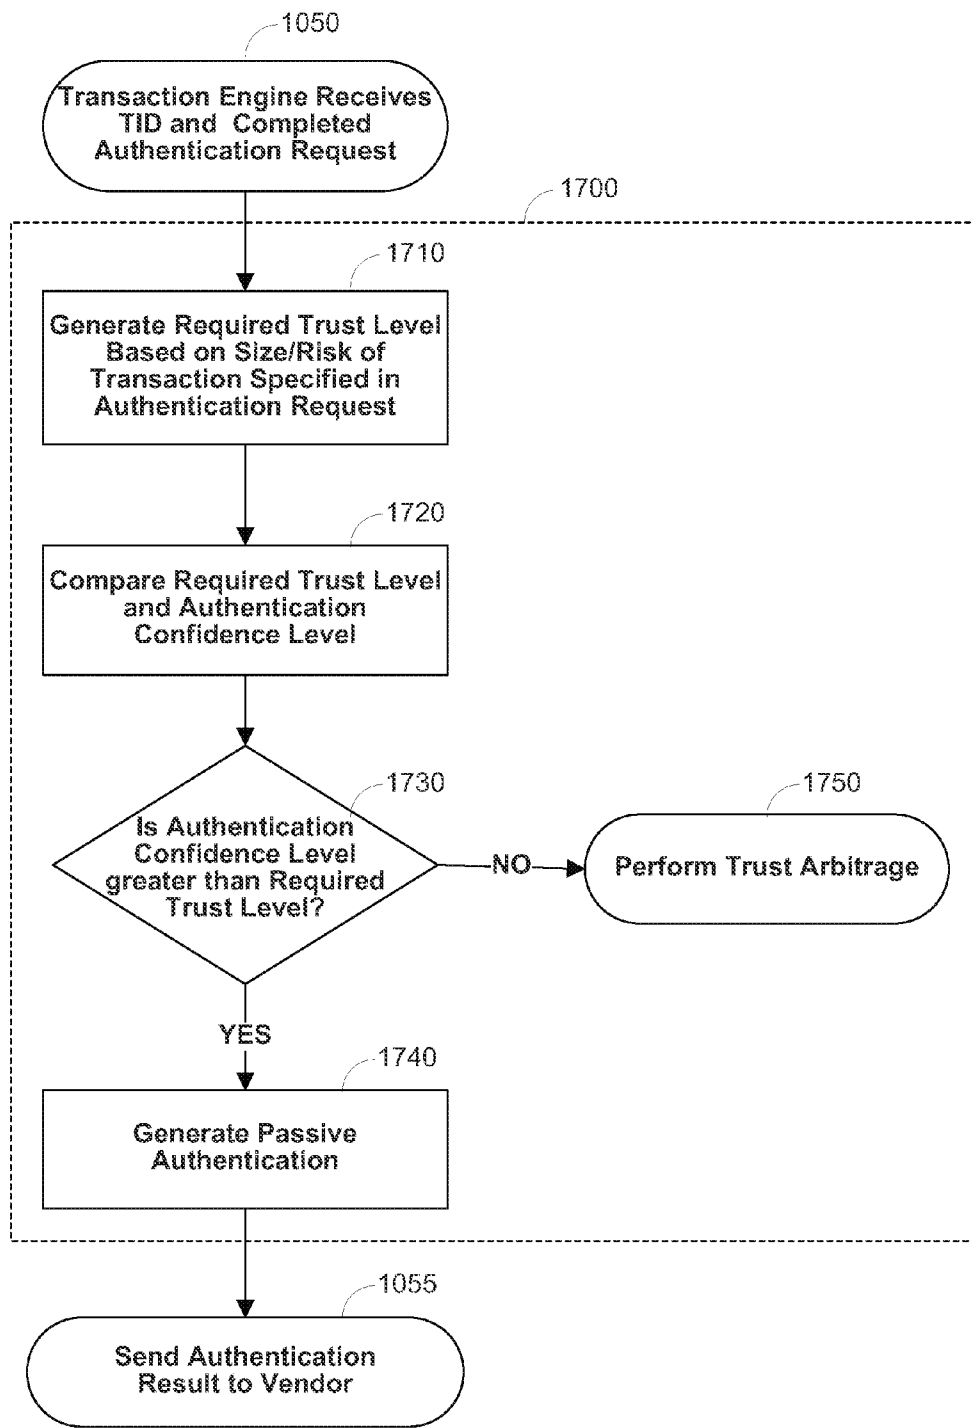 1050
Transaction Engine Receives
TID and Completed
Authentication Request
1700
1710
Generate Required Trust Level
Based on Size/Risk of
Transaction Specified in
Authentication Request
1720
Compare Required Trust Level
and Authentication
Confidence Level
1730
Is Authentication
Confidence Level
greater than Required
Trust Level?
NO
1750
Perform Trust Arbitrage
YES
1740
Generate Passive
Authentication
1055
Send Authentication
Result to Vendor